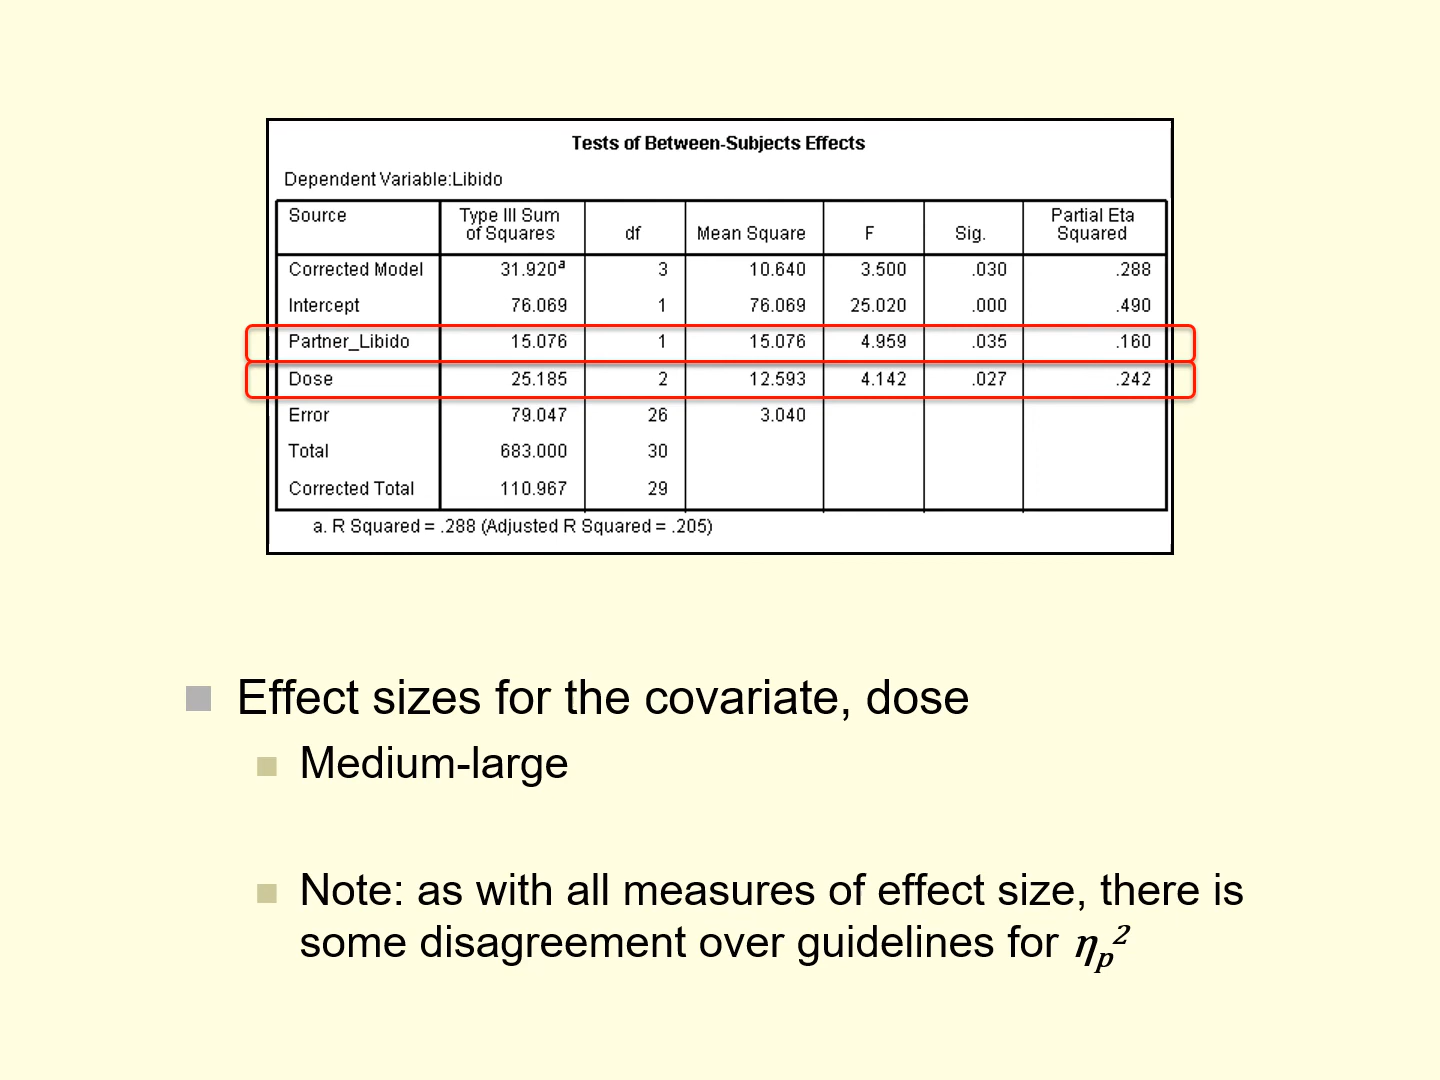 Tests of Between-Subjects Effects
Dependent Variable:Libido
Source Type III Sum of Squares df Mean Square F Sig. Partial Eta Squared
Corrected Model 31.920a 3 10.640 3.500 .030 .288
Intercept 76.069 1 76.069 25.020 .000 .490
Partner_Libido 15.076 1 15.076 4.959 .035 .160
Dose 25.185 2 12.593 4.142 .027 .242
Error 79.047 26 3.040
Total 683.000 30
Corrected Total 110.967 29
a. R Squared = .288 (Adjusted R Squared = .205)
Effect sizes for the covariate, dose
Medium-large
Note: as with all measures of effect size, there is
some disagreement over guidelines for ηp²